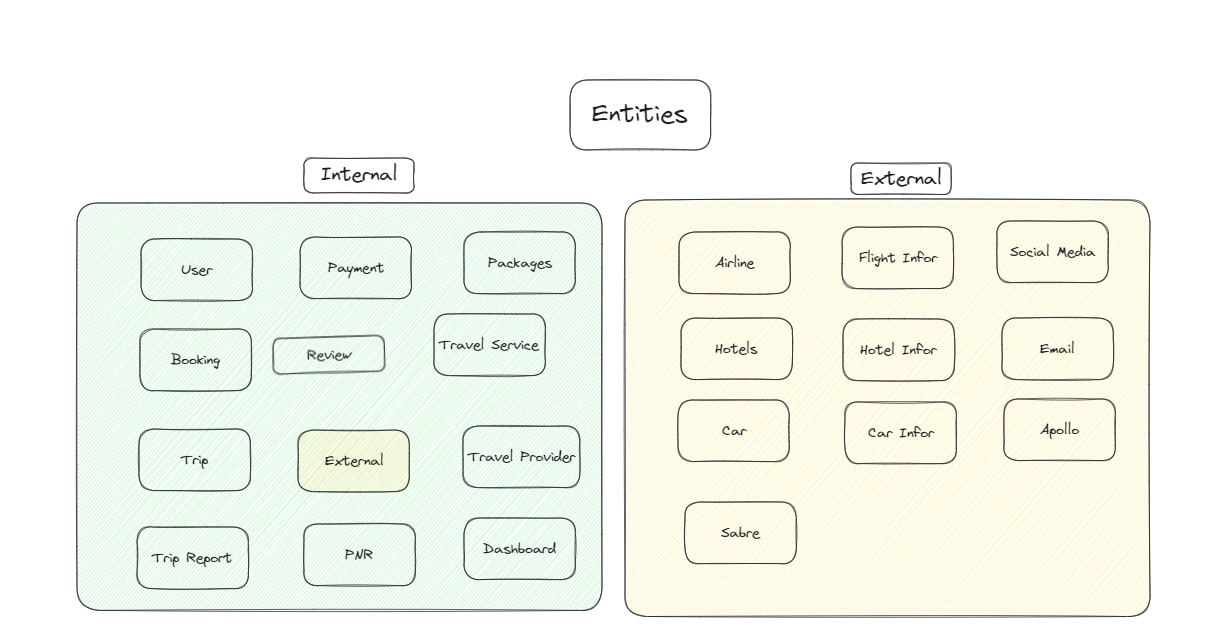 Entities
Internal
External
User
Payment
Packages
Booking
Review
Travel Service
Trip
External
Travel Provider
Trip Report
PNR
Dashboard
Airline
Flight Infor
Social Media
Hotels
Hotel Infor
Email
Car
Car Infor
Apollo
Sabre